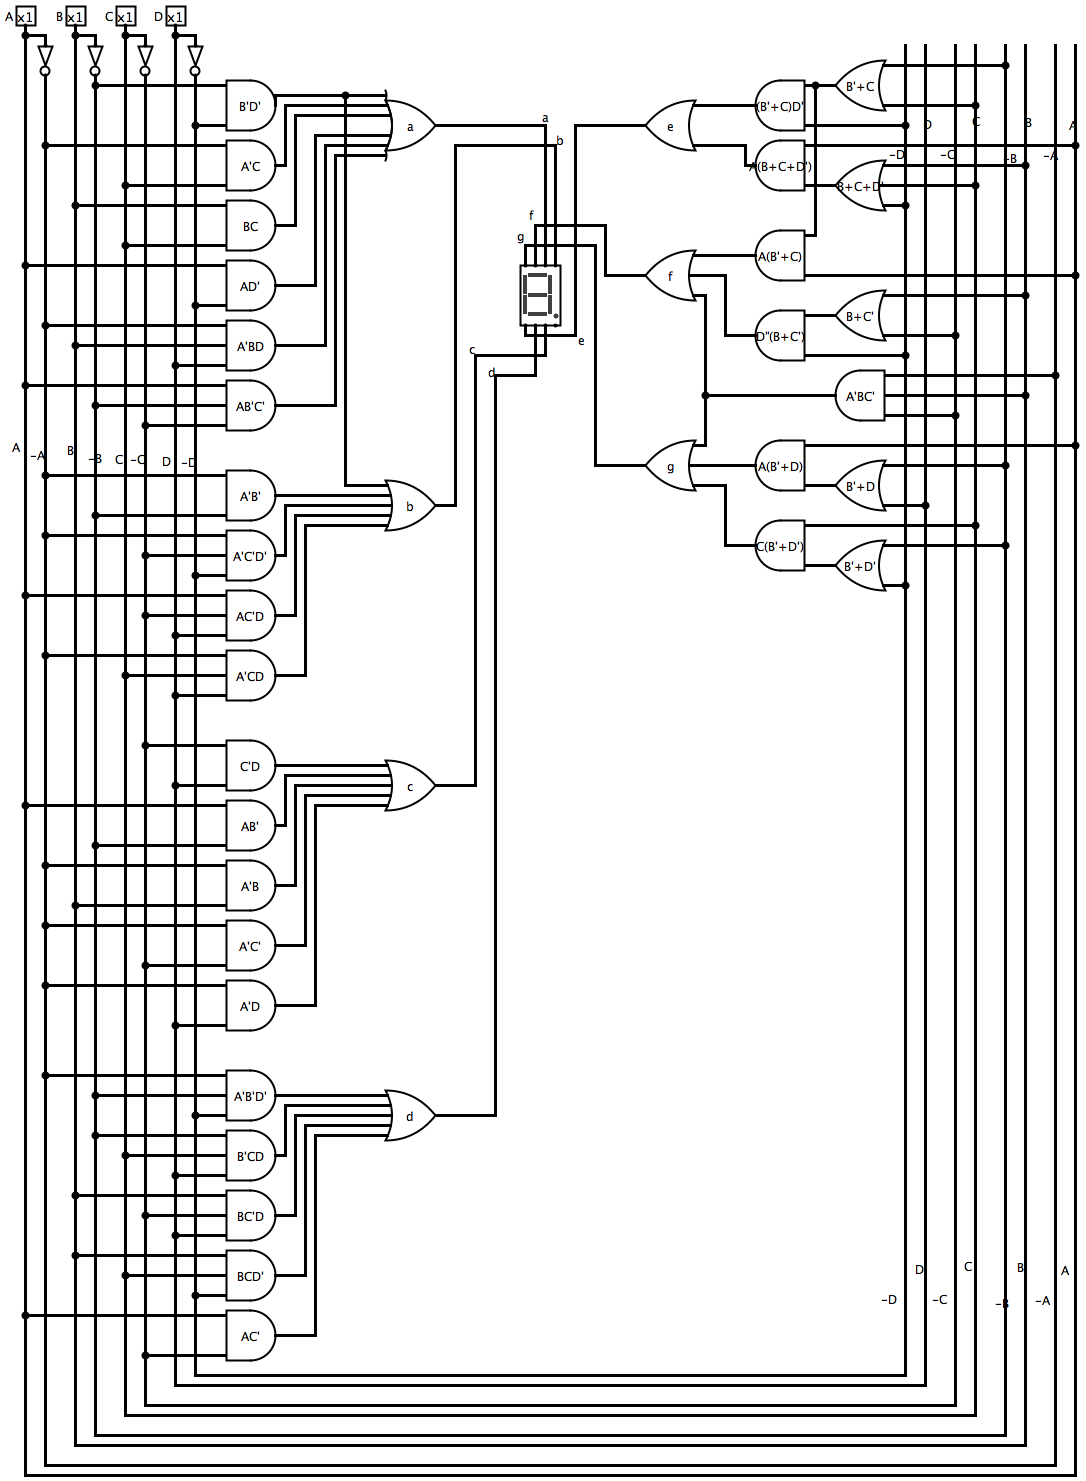 A x1 B x1 C x1 D x1
B'D'
A'C
BC
AD'
A'BD
AB'C'
a
a
b
f
g
e
c
d
e
(B'+C)D'
B'+C
A(B+C+D')
B+C+D'
D
C
B
A
–D
–C
–B
–A
f
A(B'+C)
D"(B+C')
B+C'
A'BC'
g
A(B'+D)
B'+D
C(B'+D')
B'+D'
A
–A
B
–B
C
–C
D
–D
A'B'
A'C'D'
AC'D
A'CD
b
C'D
AB'
A'B
A'C'
A'D
c
A'B'D'
B'CD
BC'D
BCD'
AC'
d
–D
D
–C
C
–B
B
–A
A